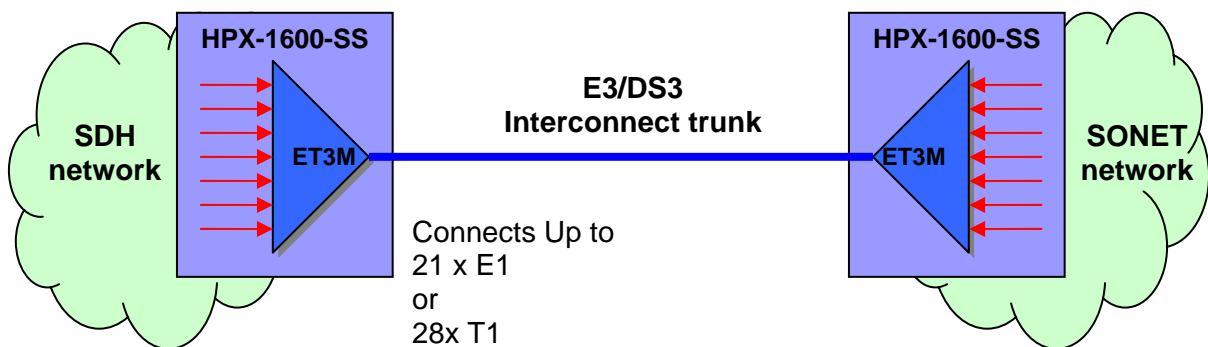 HPX-1600-SS
HPX-1600-SS
E3/DS3
Interconnect trunk
SDH
network
ET3M
ET3M
SONET
network
Connects Up to
21 x E1
or
28x T1